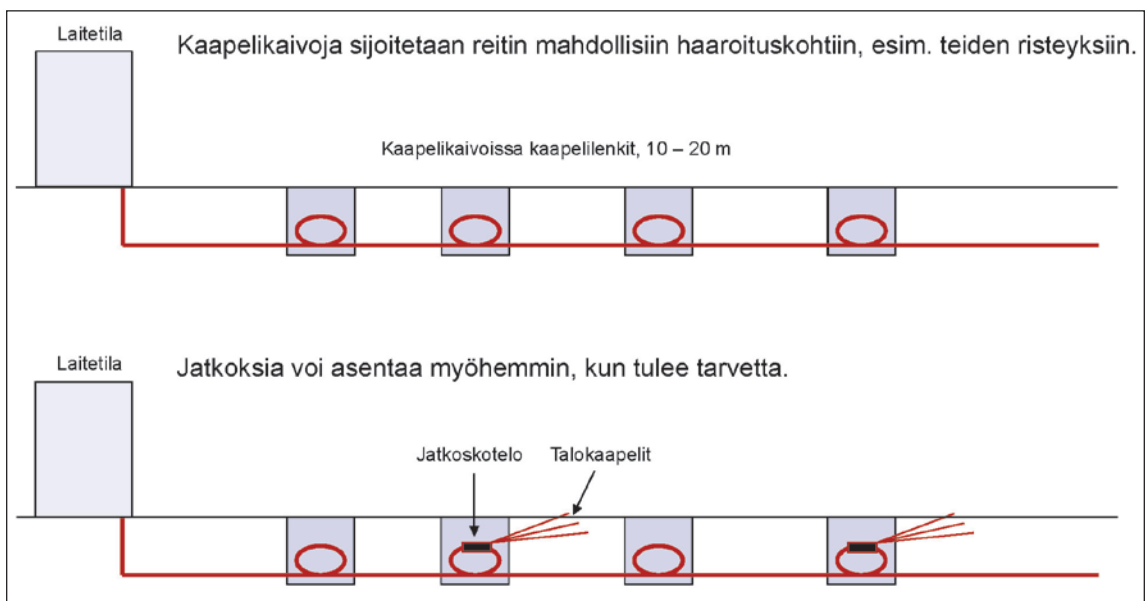 Laitetila
Kaapelikaivoja sijoitetaan reitin mahdollisiin haaroituskohtiin, esim. teiden risteyksiin.
Kaapelikaivoissa kaapelilenkit, 10 – 20 m
Laitetila
Jatkoksia voi asentaa myöhemmin, kun tulee tarvetta.
Jatkoskotelo
Talokaapelit